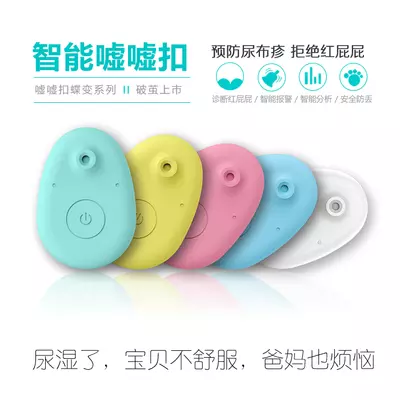 智能嘘嘘扣
嘘嘘扣蝶变系列 II 破茧上市
预防尿布疹 拒绝红屁屁
诊断红屁屁 / 智能报警 / 智能分析 / 安全防丢
尿湿了，宝贝不舒服，爸妈也烦恼